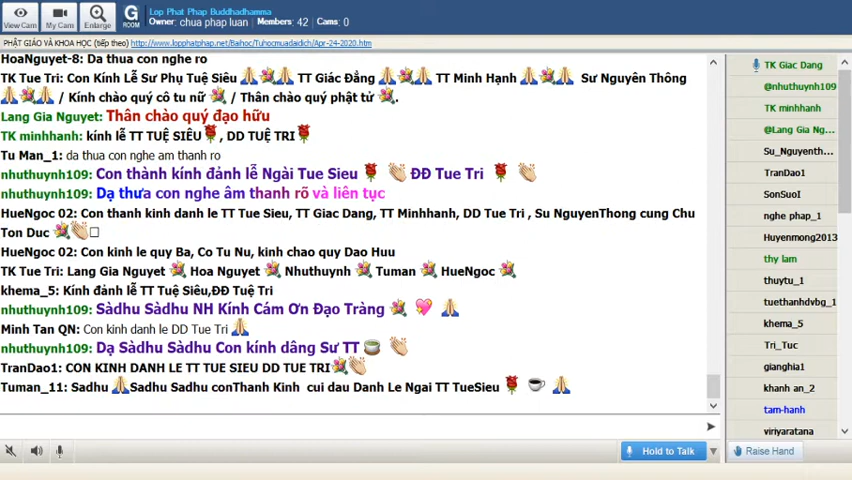 Lop Phat Phap Buddhadhamma
Owner: chua phap luan Members: 42 Cams: 0
View Cam
My Cam
Enlarge
G
ROOM
PHẬT GIÁO VÀ KHOA HỌC (tiếp theo) http://www.lopphatphap.net/Baihoc/Tuhocmuadaidich/Apr-24-2020.htm
HoaNguyet-8: Da thua con nghe ro
TK Tue Tri: Con Kính Lễ Sư Phụ Tuệ Siêu 🙏💐🙏 TT Giác Đẳng 🙏💐🙏 TT Minh Hạnh 🙏💐🙏 Sư Nguyên Thông
🙏💐🙏 / Kính chào quý cô tu nữ 💐 / Thân chào quý phật tử 💐.
Lang Gia Nguyet: Thân chào quý đạo hữu
TK minhhanh: kính lễ TT TUỆ SIÊU🌹, DD TUỆ TRI🌹
Tu Man_1: da thua con nghe am thanh ro
nhuthuynh109: Con thành kính đảnh lễ Ngài Tue Sieu 🌹 👏 ĐĐ Tue Tri 🌹 👏
nhuthuynh109: Dạ thưa con nghe âm thanh rõ và liên tục
HueNgoc 02: Con thanh kinh danh le TT Tue Sieu, TT Giac Dang, TT Minhhanh, DD Tue Tri , Su NguyenThong cung Chu
Ton Duc 💐👏□
HueNgoc 02: Con kinh le quy Ba, Co Tu Nu, kinh chao quy Dao Huu
TK Tue Tri: Lang Gia Nguyet 💐 Hoa Nguyet 💐 Nhuthuynh 💐 Tuman 💐 HueNgoc 💐
khema_5: Kính đảnh lễ TT Tuệ Siêu,ĐĐ Tuệ Tri
nhuthuynh109: Sàdhu Sàdhu NH Kính Cám Ơn Đạo Tràng 💐 💖 🙏
Minh Tan QN: Con kinh danh le DD Tue Tri 🙏
nhuthuynh109: Dạ Sàdhu Sàdhu Con kính dâng Sư TT 🍵 👏
TranDao1: CON KINH DANH LE TT TUE SIEU DD TUE TRI💐👏
Tuman_11: Sadhu 🙏Sadhu Sadhu conThanh Kinh cui dau Danh Le Ngai TT TueSieu 🌹 ☕ 🙏
TK Giac Dang
@nhuthuynh109
TK minhhanh
@Lang Gia Ng...
Su_Nguyenth...
TranDao1
SonSuoI
nghe phap_1
Huyenmong2013
thy lam
thuytu_1
tuethanhdvbg_1
khema_5
Tri_Tuc
gianghia1
khanh an_2
tam-hanh
viriyaratana
Hold to Talk
Raise Hand